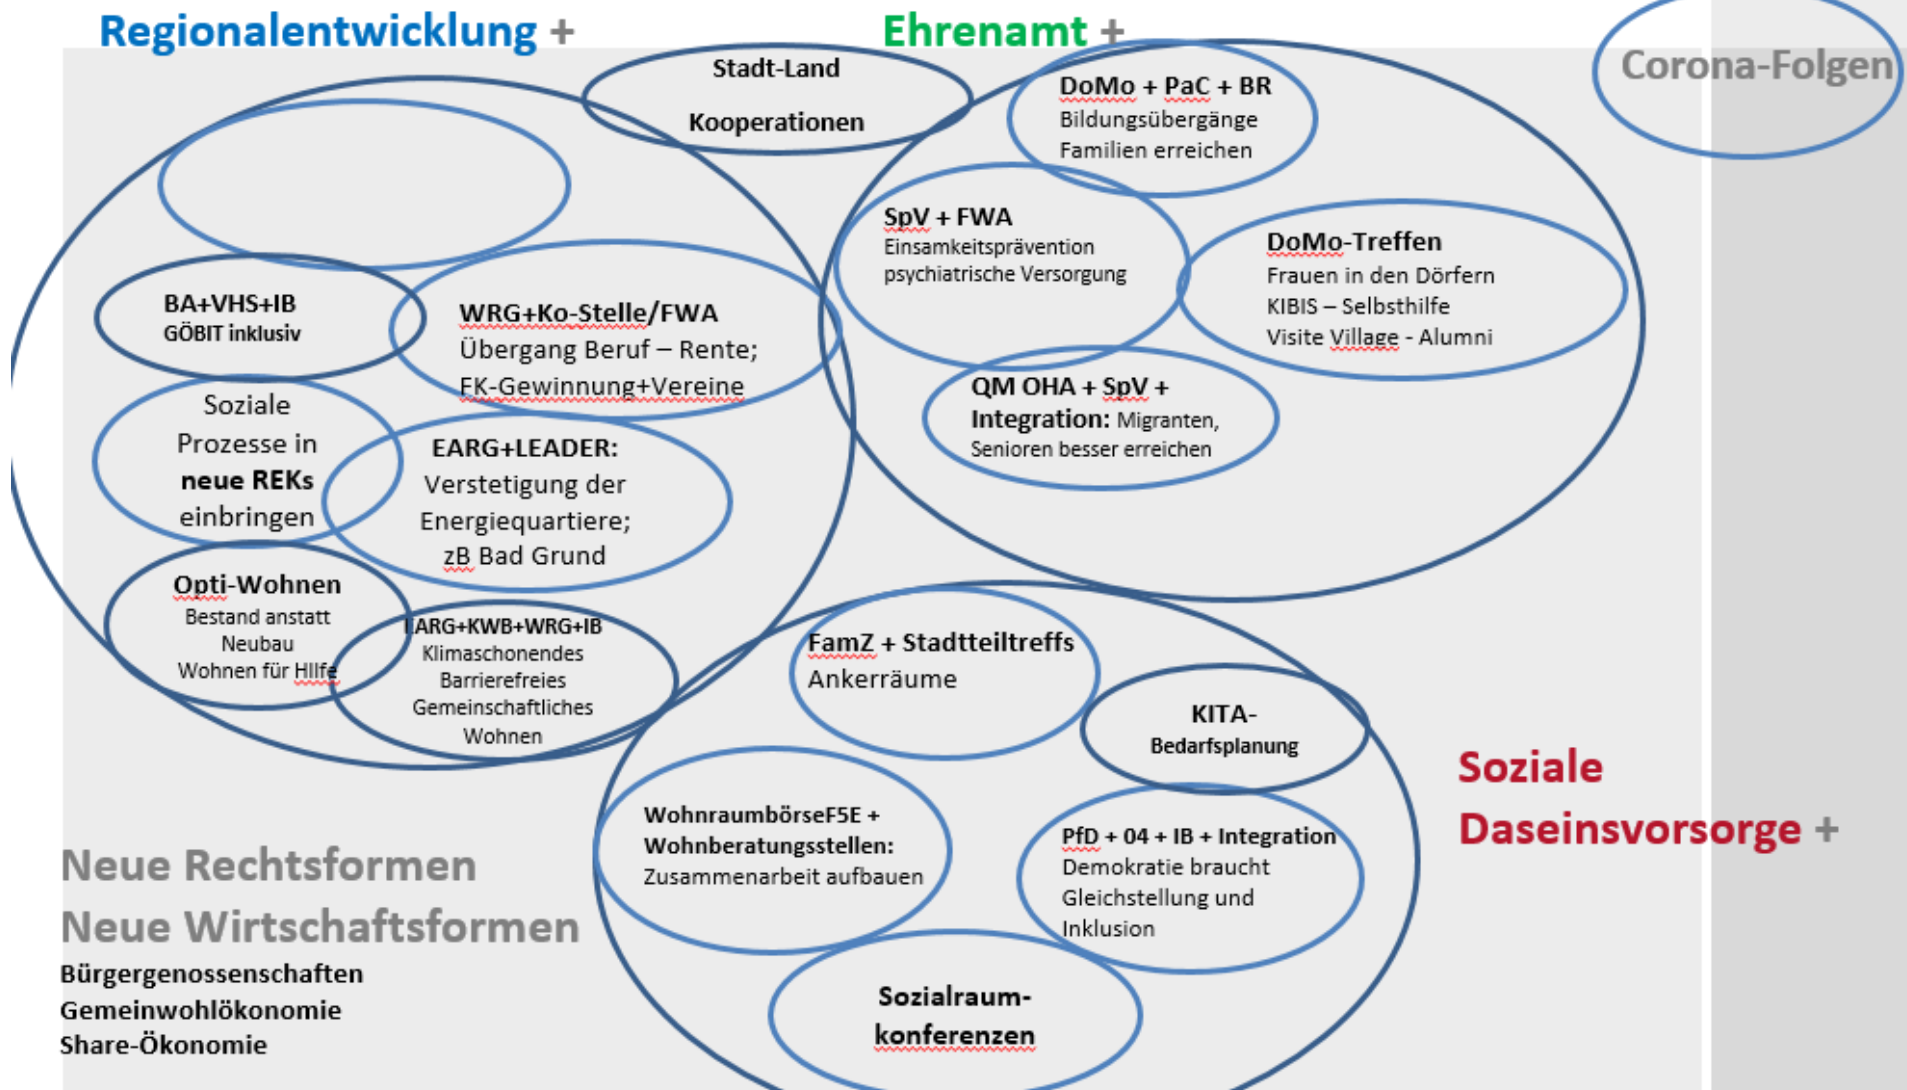 Regionalentwicklung +
Ehrenamt +
Corona-Folgen
Stadt-Land
Kooperationen
DoMo + PaC + BR
Bildungsübergänge
Familien erreichen
SpV + FWA
Einsamkeitsprävention
psychiatrische Versorgung
DoMo-Treffen
Frauen in den Dörfern
KIBIS – Selbsthilfe
Visite Village - Alumni
QM OHA + SpV +
Integration: Migranten,
Senioren besser erreichen
BA+VHS+IB
GÖBIT inklusiv
WRG+Ko-Stelle/FWA
Übergang Beruf – Rente;
FK-Gewinnung+Vereine
Soziale
Prozesse in
neue REKs
einbringen
EARG+LEADER:
Verstetigung der
Energiequartiere;
zB Bad Grund
Opti-Wohnen
Bestand anstatt
Neubau
Wohnen für HIlfe
EARG+KWB+WRG+IB
Klimaschonendes
Barrierefreies
Gemeinschaftliches
Wohnen
FamZ + Stadtteiltreffs
Ankerräume
KITA-
Bedarfsplanung
WohnraumbörseF5E +
Wohnberatungsstellen:
Zusammenarbeit aufbauen
PfD + 04 + IB + Integration
Demokratie braucht
Gleichstellung und
Inklusion
Sozialraum-
konferenzen
Soziale
Daseinsvorsorge +
Neue Rechtsformen
Neue Wirtschaftsformen
Bürgergenossenschaften
Gemeinwohlökonomie
Share-Ökonomie